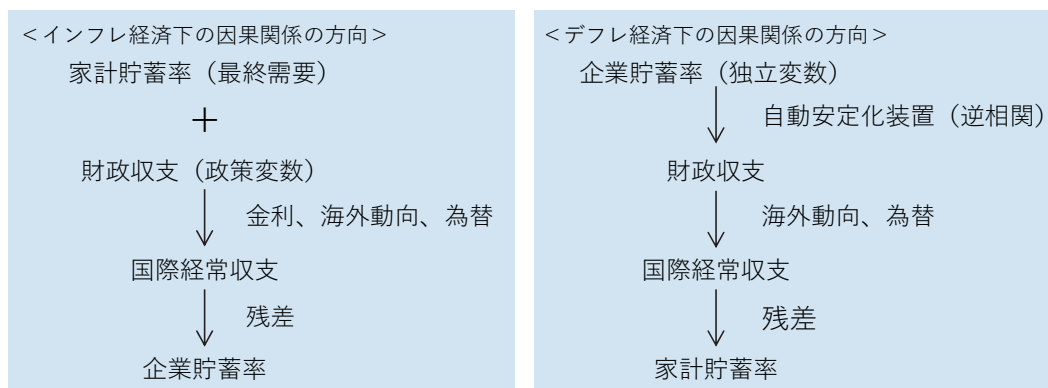 ＜インフレ経済下の因果関係の方向＞
家計貯蓄率（最終需要）
＋
財政収支（政策変数）
金利、海外動向、為替
国際経常収支
残差
企業貯蓄率
＜デフレ経済下の因果関係の方向＞
企業貯蓄率（独立変数）
自動安定化装置（逆相関）
財政収支
海外動向、為替
国際経常収支
残差
家計貯蓄率